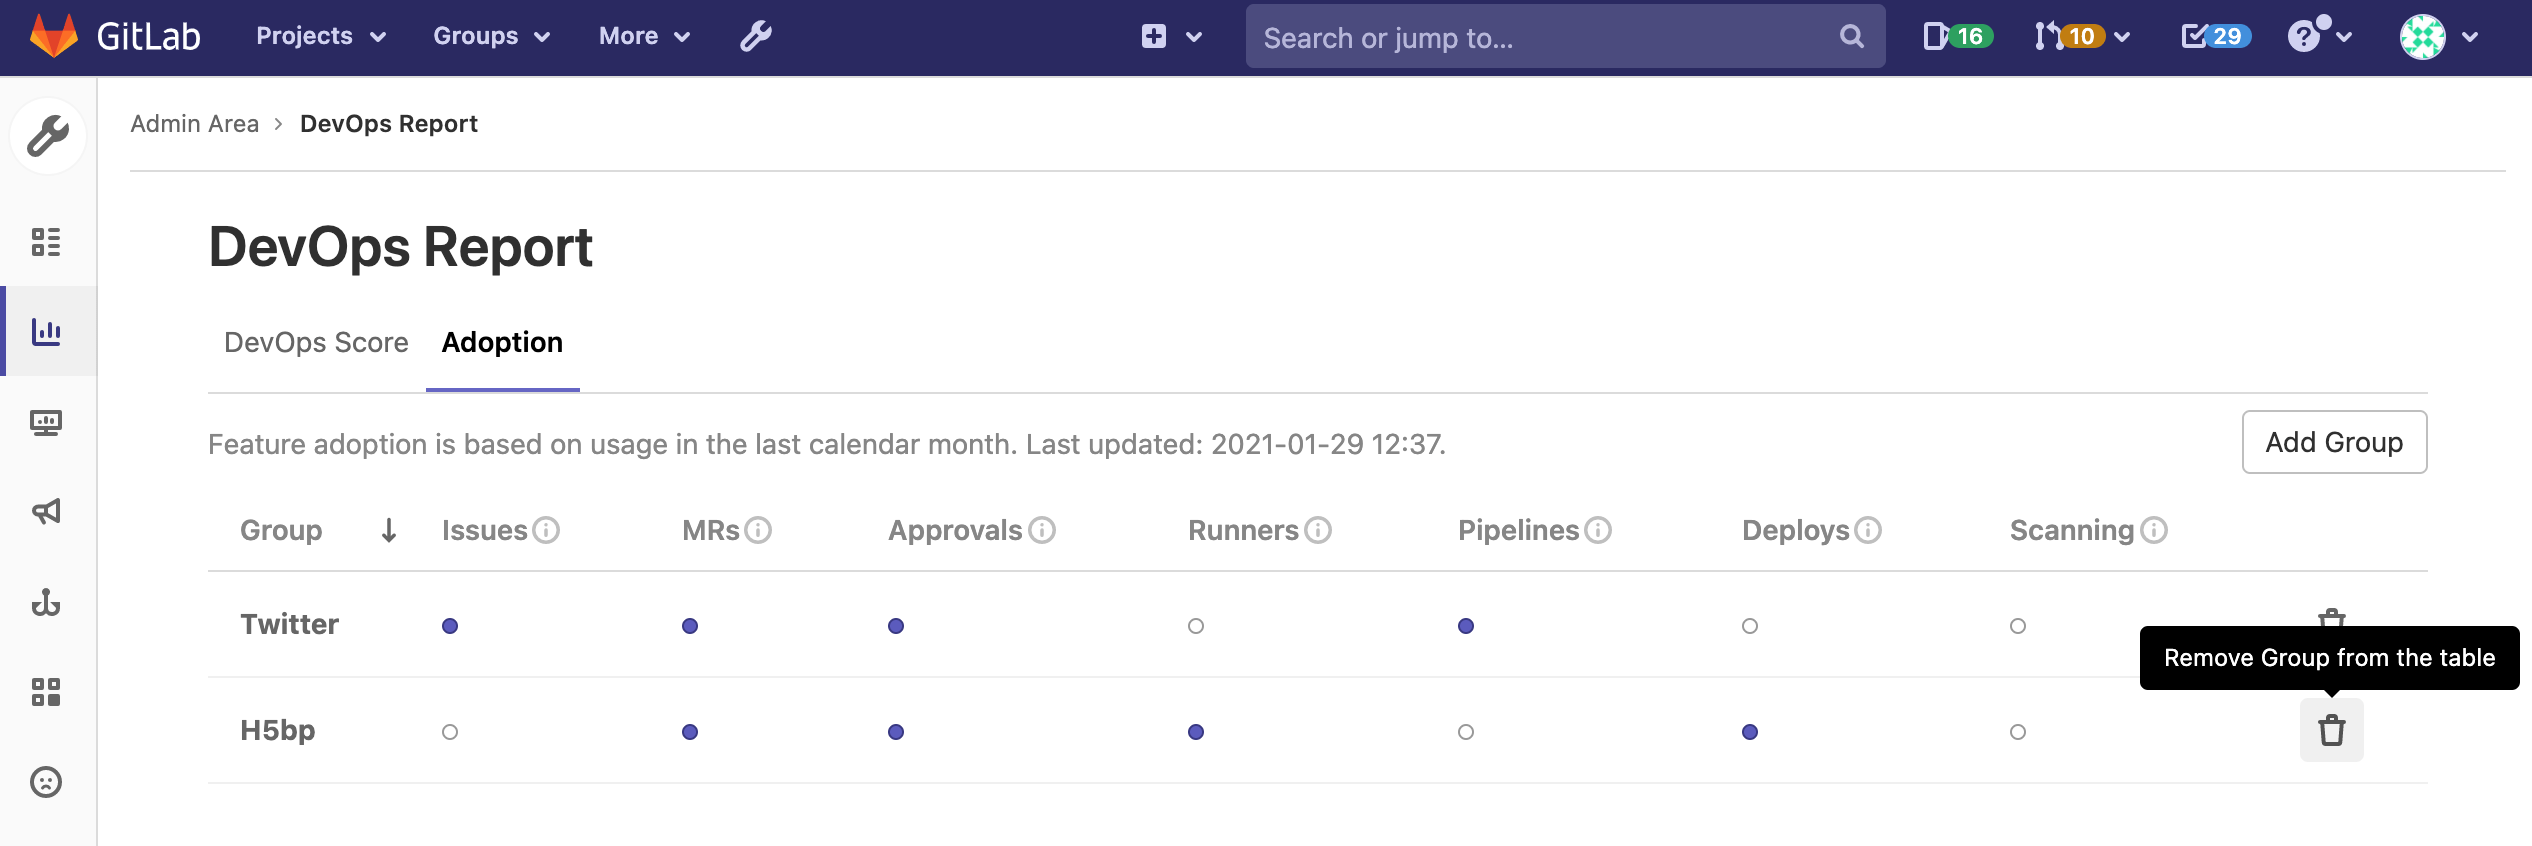 GitLab Projects Groups More Search or jump to... 16 10 29
Admin Area > DevOps Report
DevOps Report
DevOps Score Adoption
Feature adoption is based on usage in the last calendar month. Last updated: 2021-01-29 12:37. Add Group
Group ↓ Issues MRs Approvals Runners Pipelines Deploys Scanning
Twitter
Remove Group from the table
H5bp